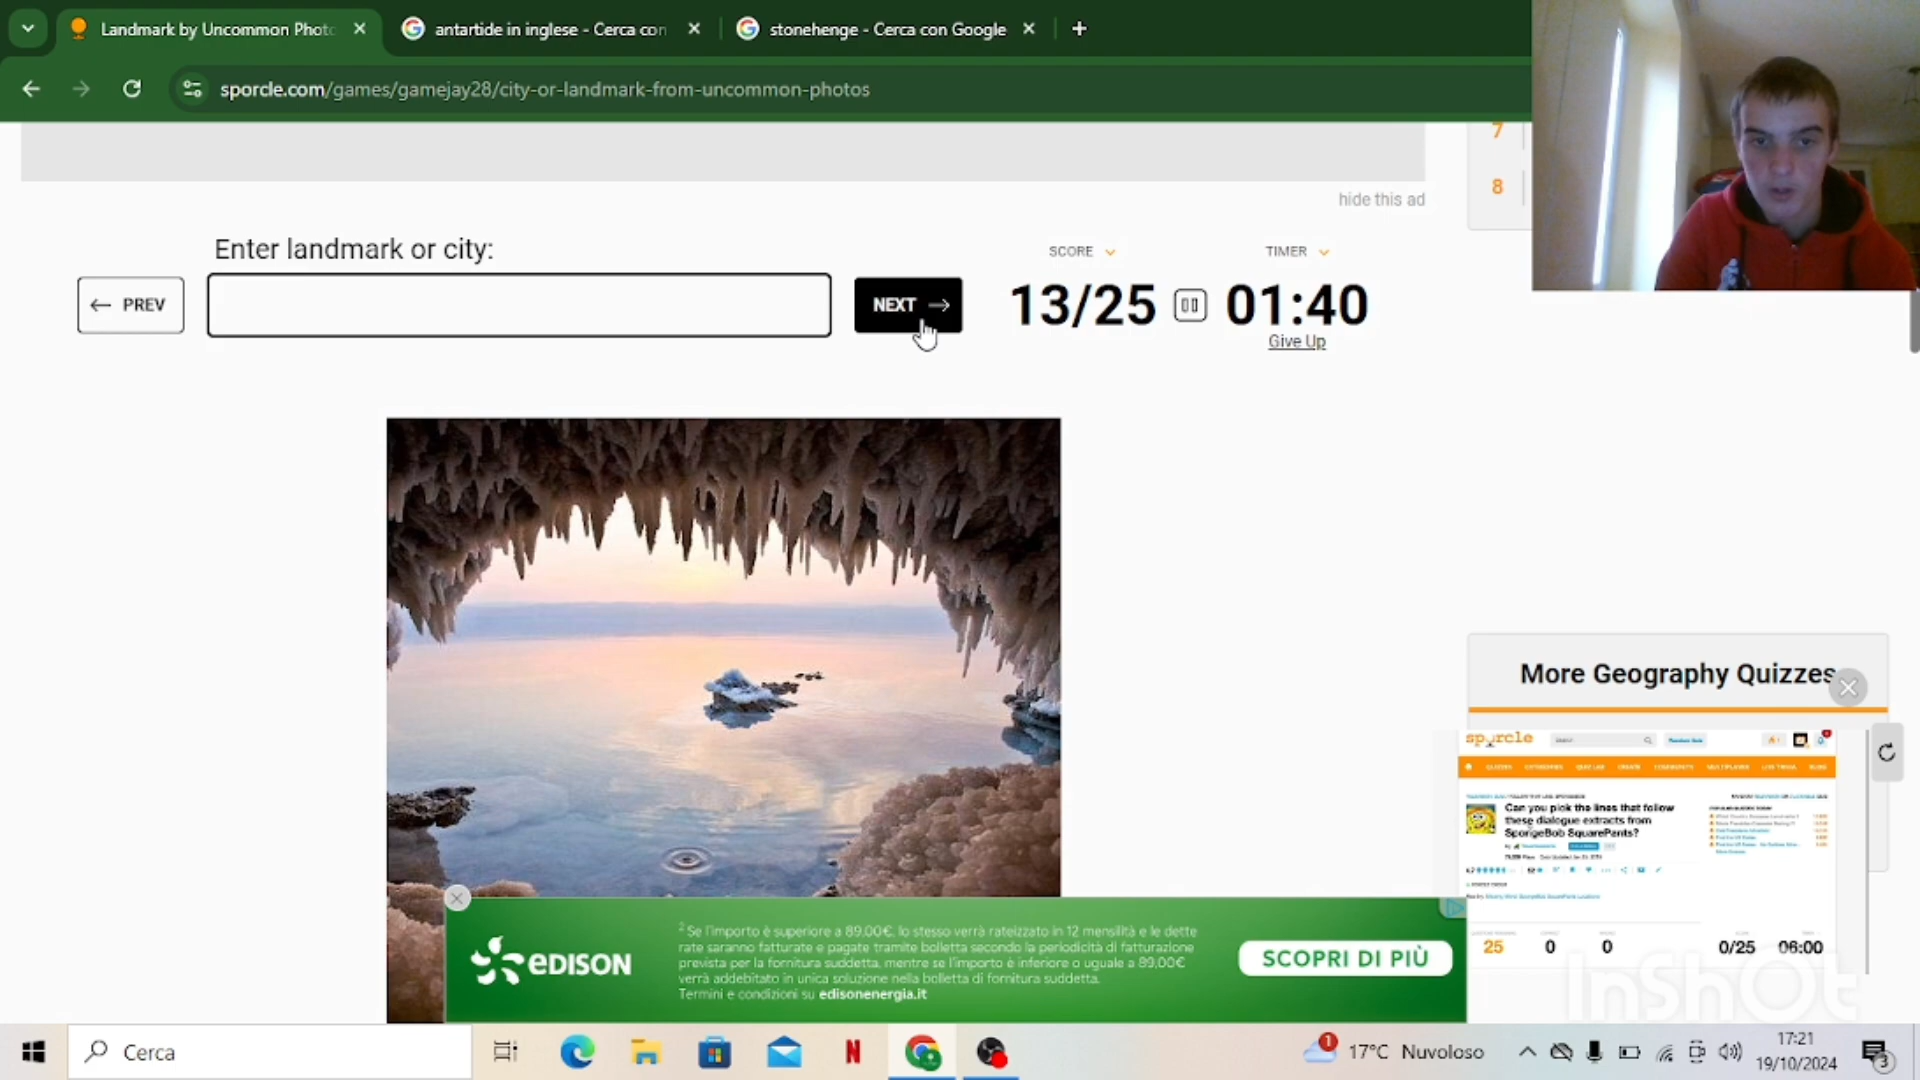 Landmark by Uncommon Photo
antartide in inglese - Cerca con
stonehenge - Cerca con Google
sporcle.com/games/gamejay28/city-or-landmark-from-uncommon-photos
7
8
hide this ad
Enter landmark or city:
SCORE
TIMER
PREV
NEXT
13/25
01:40
Give Up
More Geography Quizzes
sporcle
Can you pick the lines that follow
these dialogue extracts from
SpongeBob SquarePants?
25
0
0
0/25
06:00
EDISON
2 Se l'importo è superiore a 89,00€, lo stesso verrà rateizzato in 12 mensilità e le dette
rate saranno fatturate e pagate tramite bolletta secondo la periodicità di fatturazione
prevista per la fornitura suddetta, mentre se l'importo è inferiore o uguale a 89,00€
verrà addebitato in unica soluzione nella bolletta di fornitura suddetta.
Termini e condizioni su edisonenergia.it
SCOPRI DI PIÙ
InShOt
Cerca
N
1
17°C Nuvoloso
17:21
19/10/2024
3